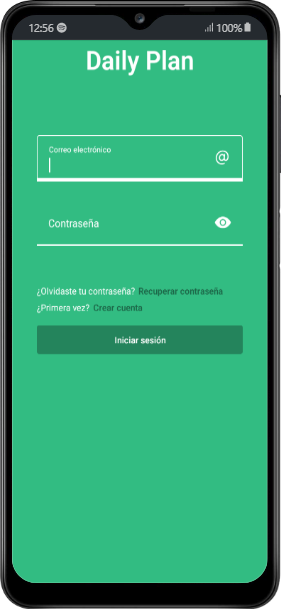 12:56 100%
Daily Plan
Correo electrónico
@
Contraseña
¿Olvidaste tu contraseña? Recuperar contraseña
¿Primera vez? Crear cuenta
Iniciar sesión